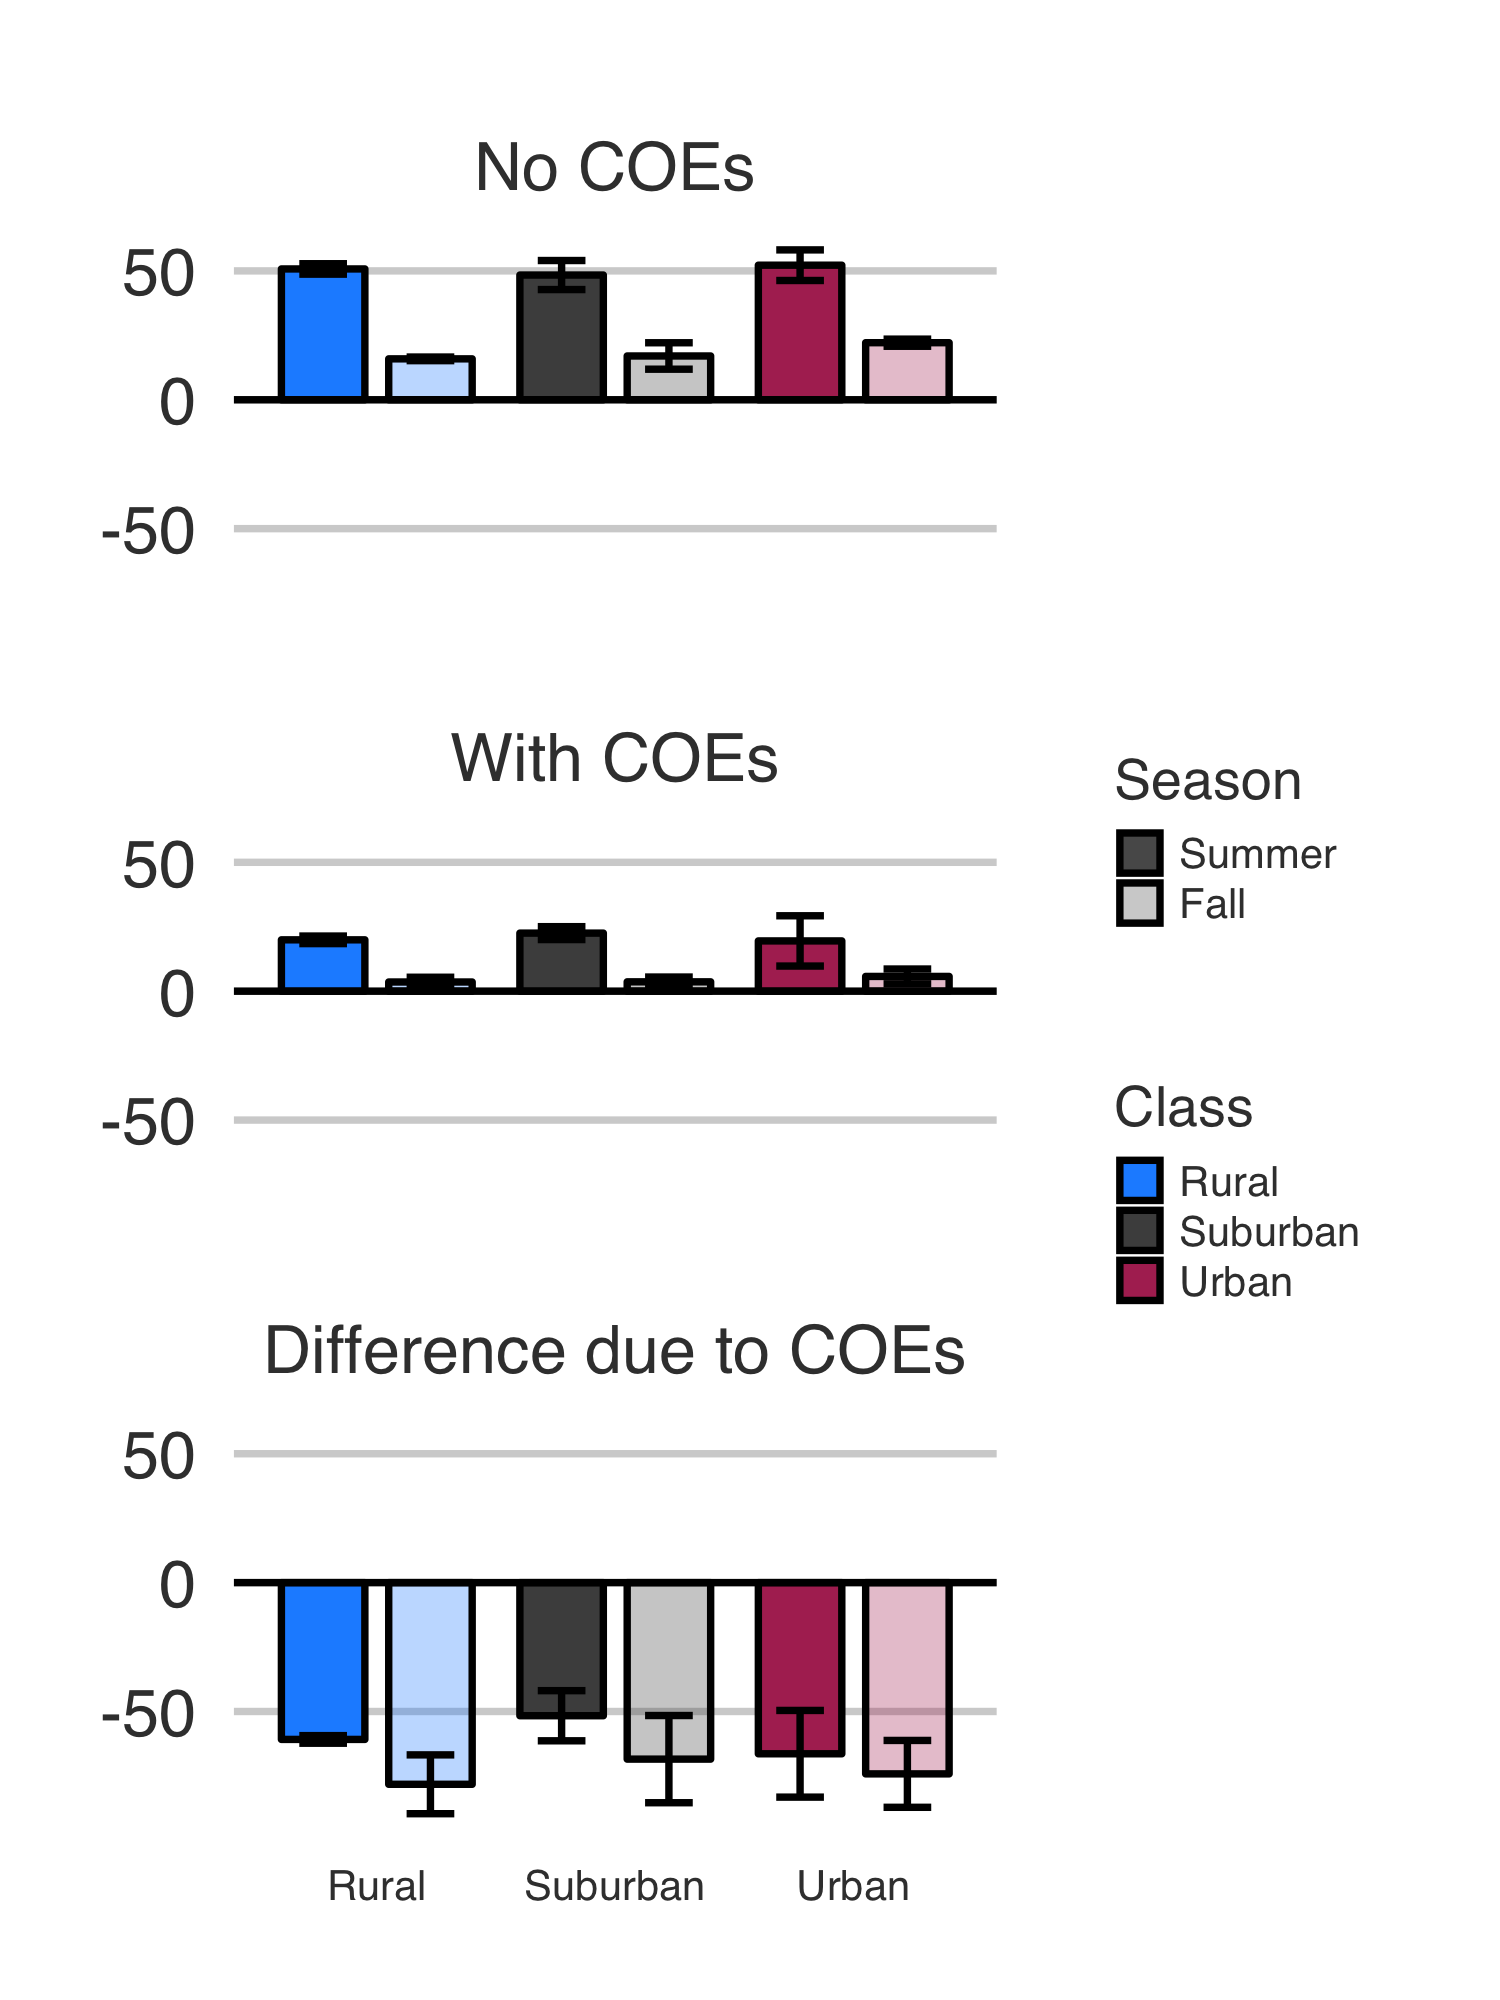 No COEs
50
0
-50
With COEs
50
0
-50
Season
Summer
Fall
Class
Rural
Suburban
Urban
Difference due to COEs
50
0
-50
Rural Suburban Urban